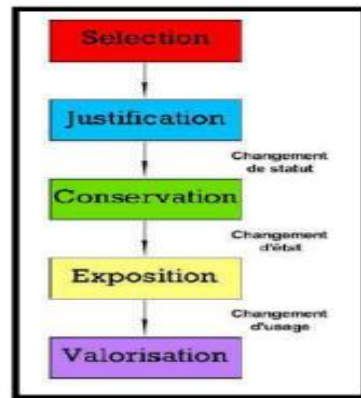 Selection
Justification
Changement
de statut
Conservation
Changement
d'état
Exposition
Changement
d'usage
Valorisation